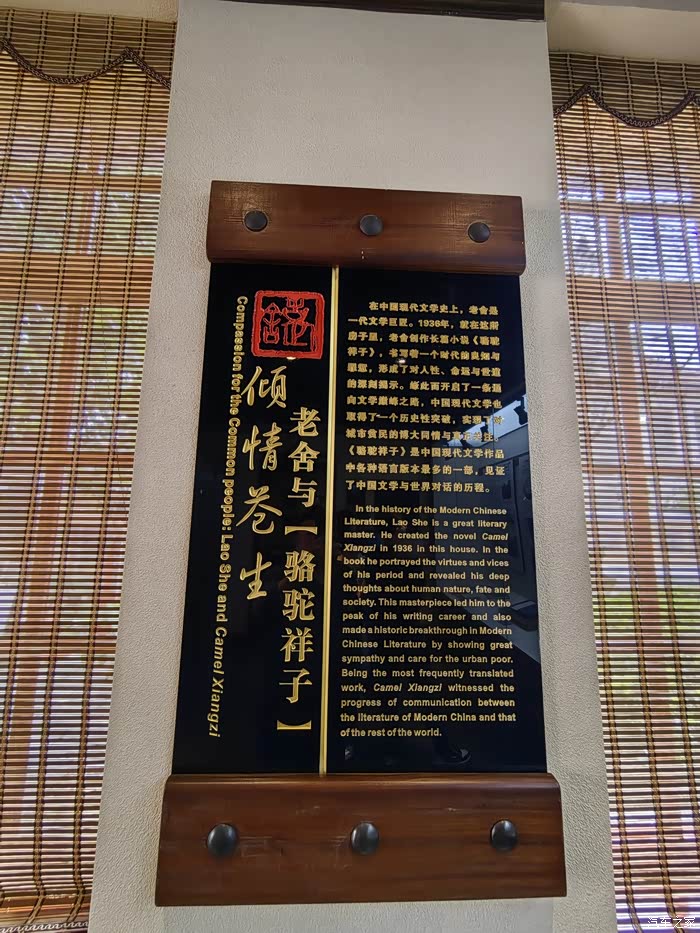 倾情苍生
老舍与【骆驼祥子】
Compassion for the Common people: Lao She and Camel Xiangzi
在中国现代文学史上，老舍是
一代文学巨匠。1936年，就在这所
房子里，老舍创作长篇小说《骆驼
祥子》，书写着一个时代的良知与
罪愆，形成了对人性、命运与世道
的深刻揭示。缘此而开启了一条通
向文学巅峰之路，中国现代文学也
取得了一个历史性突破，实现了对
城市贫民的博大同情与真正关注。
《骆驼祥子》是中国现代文学作品
中各种语言版本最多的一部，见证
了中国文学与世界对话的历程。
In the history of the Modern Chinese
Literature, Lao She is a great literary
master. He created the novel Camel
Xiangzi in 1936 in this house. In the
book he portrayed the virtues and vices
of his period and revealed his deep
thoughts about human nature, fate and
society. This masterpiece led him to the
peak of his writing career and also
made a historic breakthrough in Modern
Chinese Literature by showing great
sympathy and care for the urban poor.
Being the most frequently translated
work, Camel Xiangzi witnessed the
progress of communication between
the literature of Modern China and that
of the rest of the world.
汽车之家